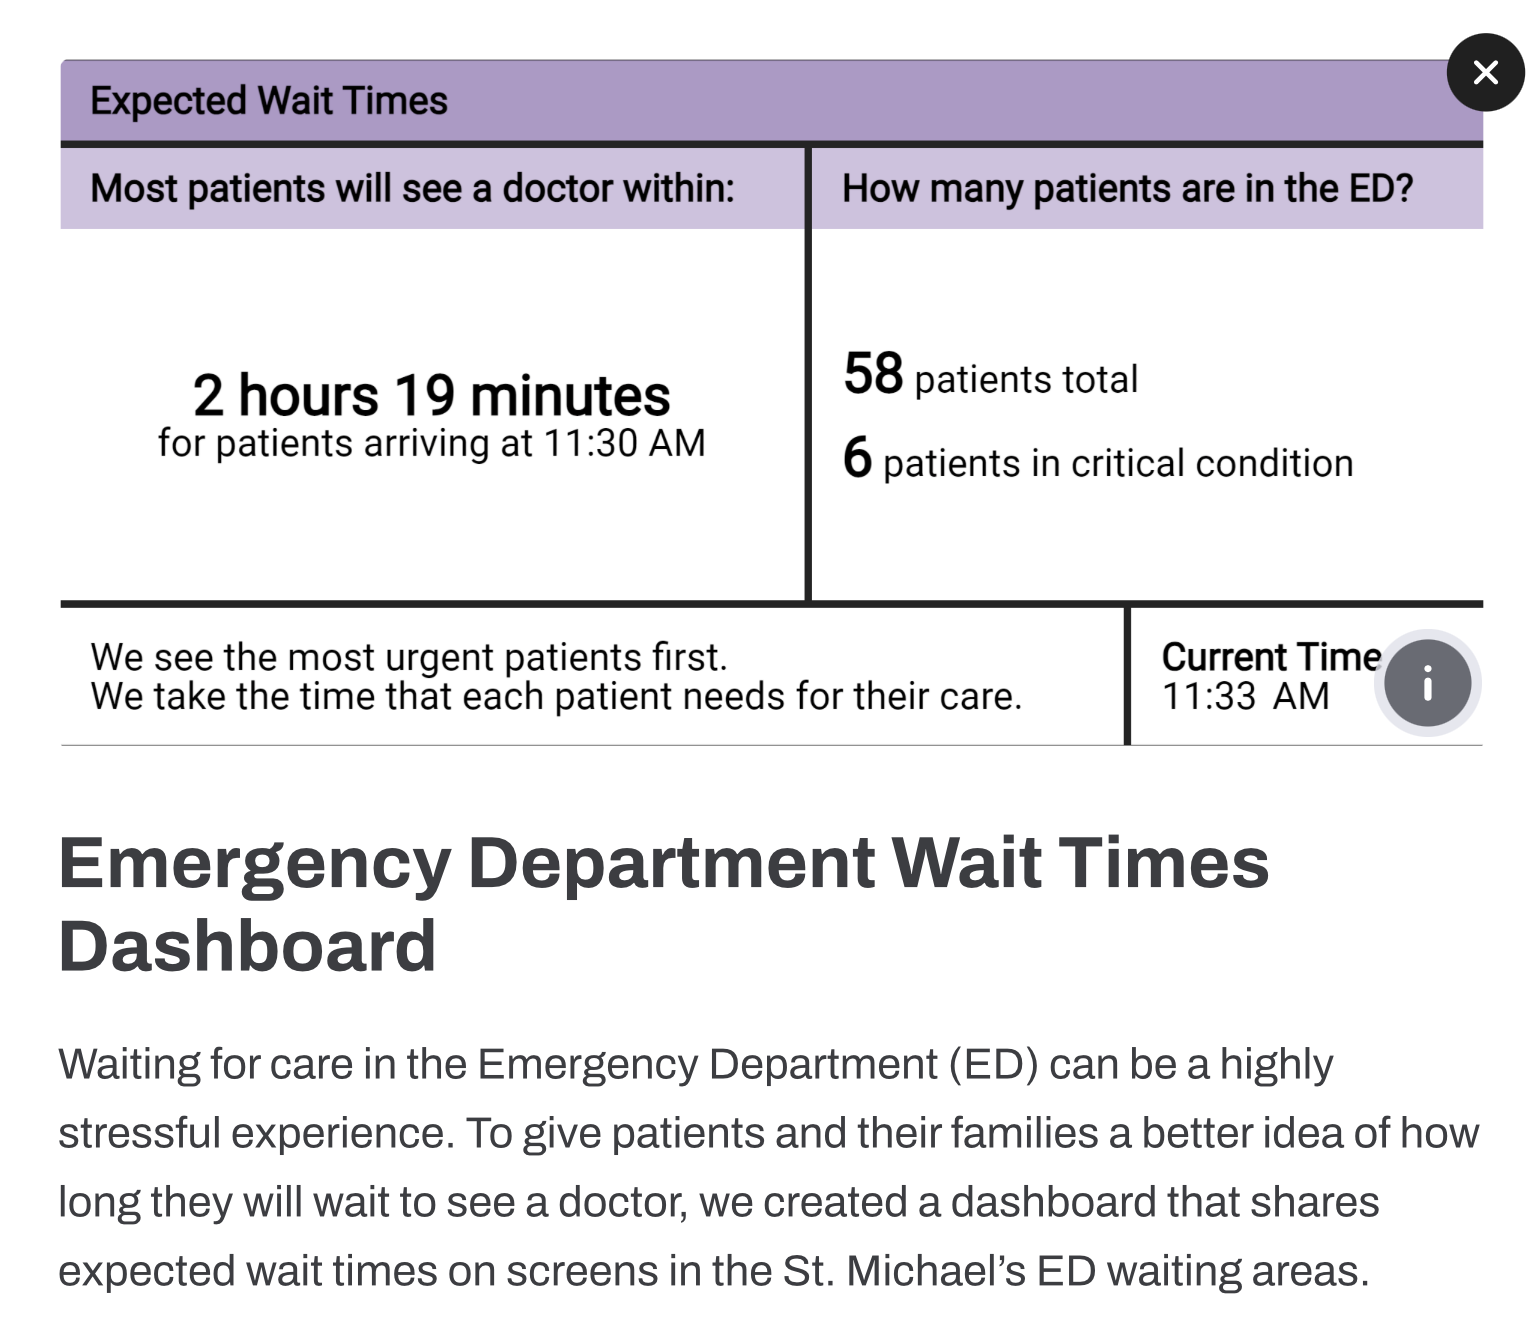 Expected Wait Times
Most patients will see a doctor within:
2 hours 19 minutes
for patients arriving at 11:30 AM
How many patients are in the ED?
58 patients total
6 patients in critical condition
We see the most urgent patients first.
We take the time that each patient needs for their care.
Current Time
11:33 AM
Emergency Department Wait Times
Dashboard
Waiting for care in the Emergency Department (ED) can be a highly
stressful experience. To give patients and their families a better idea of how
long they will wait to see a doctor, we created a dashboard that shares
expected wait times on screens in the St. Michael’s ED waiting areas.